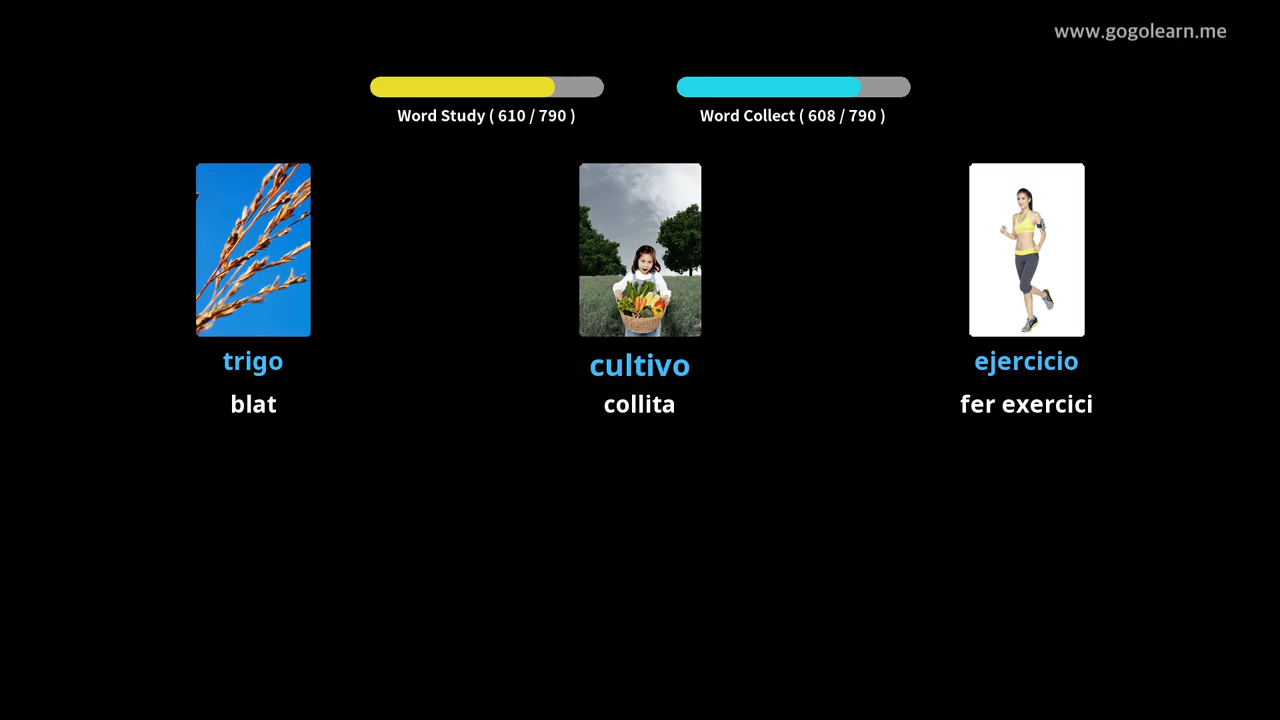 www.gogolearn.me
Word Study ( 610 / 790 )
Word Collect ( 608 / 790 )
trigo
blat
cultivo
collita
ejercicio
fer exercici